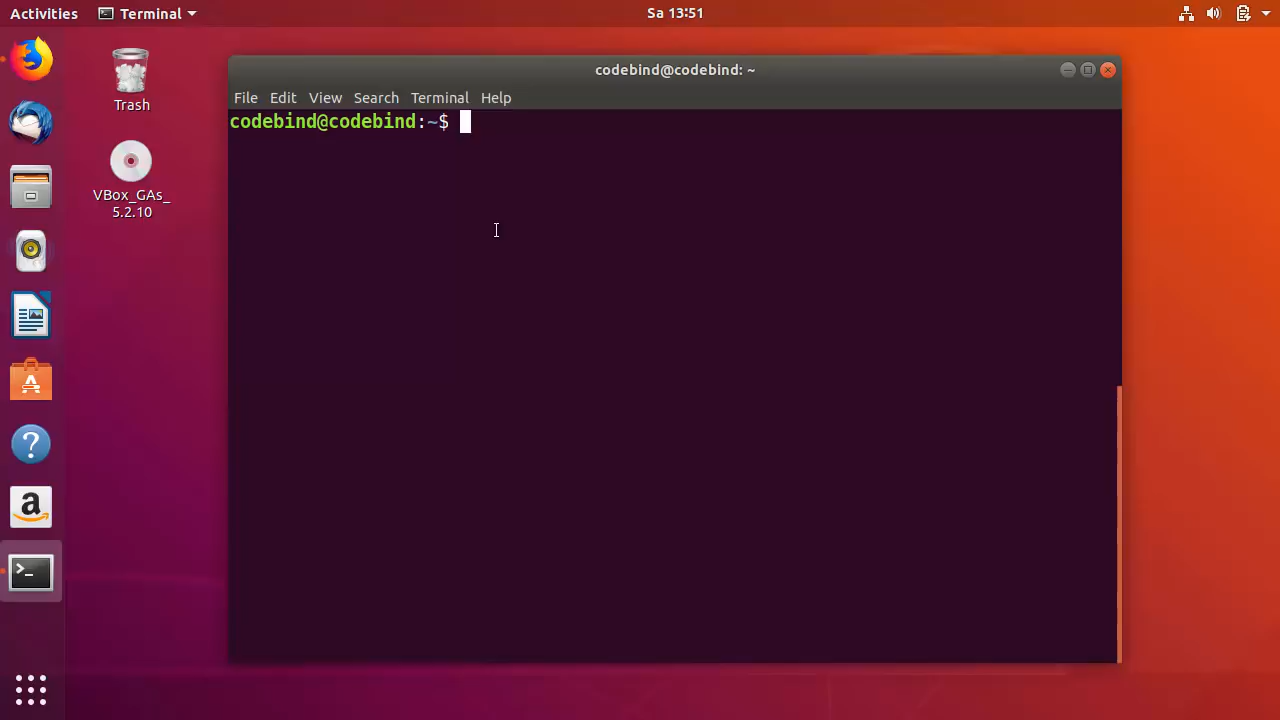 Activities Terminal Sa 13:51
Trash
VBox_GAs_
5.2.10
codebind@codebind: ~
File Edit View Search Terminal Help
codebind@codebind:~$